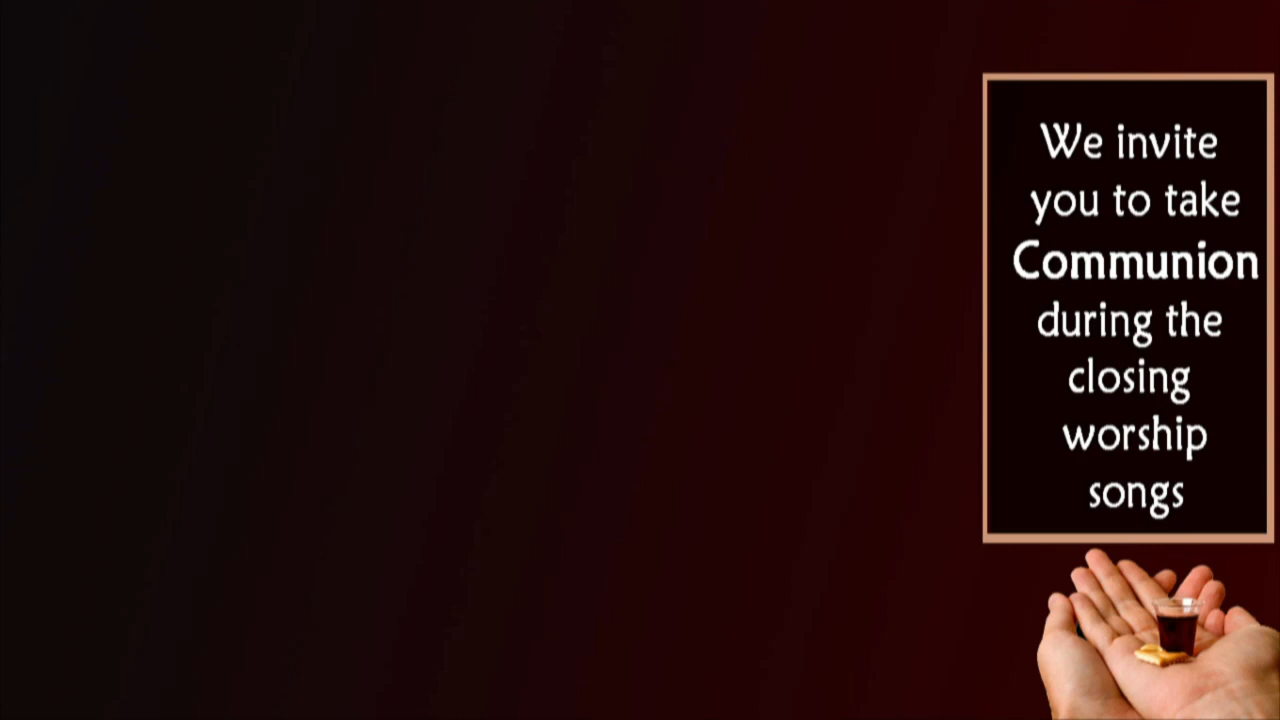 We invite
you to take
Communion
during the
closing
worship
songs